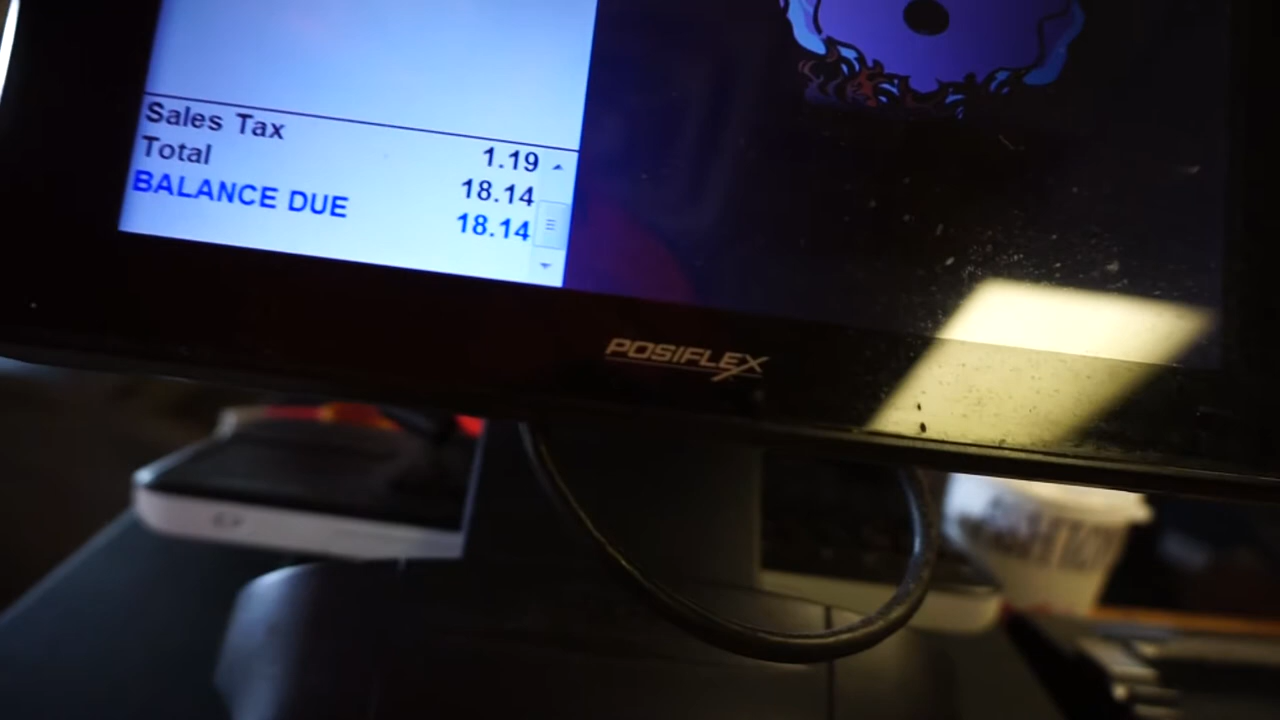 Sales Tax 1.19
Total 18.14
BALANCE DUE 18.14
POSIFLEX